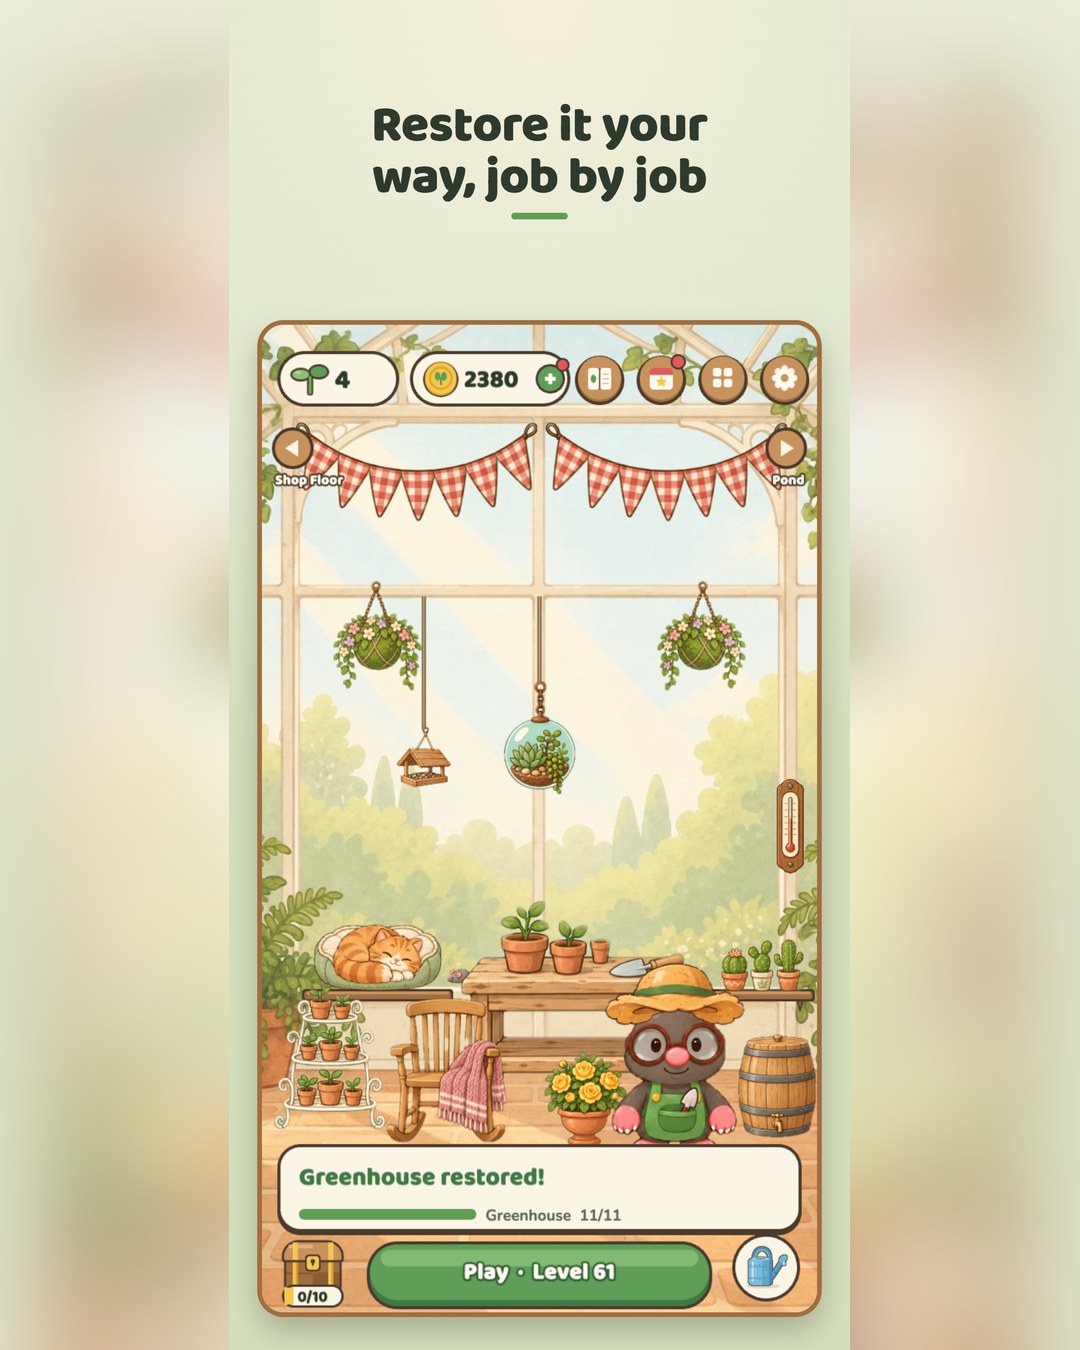 Restore it your
way, job by job
4
2380
Shop Floor
Pond
Greenhouse restored!
Greenhouse 11/11
0/10
Play · Level 61